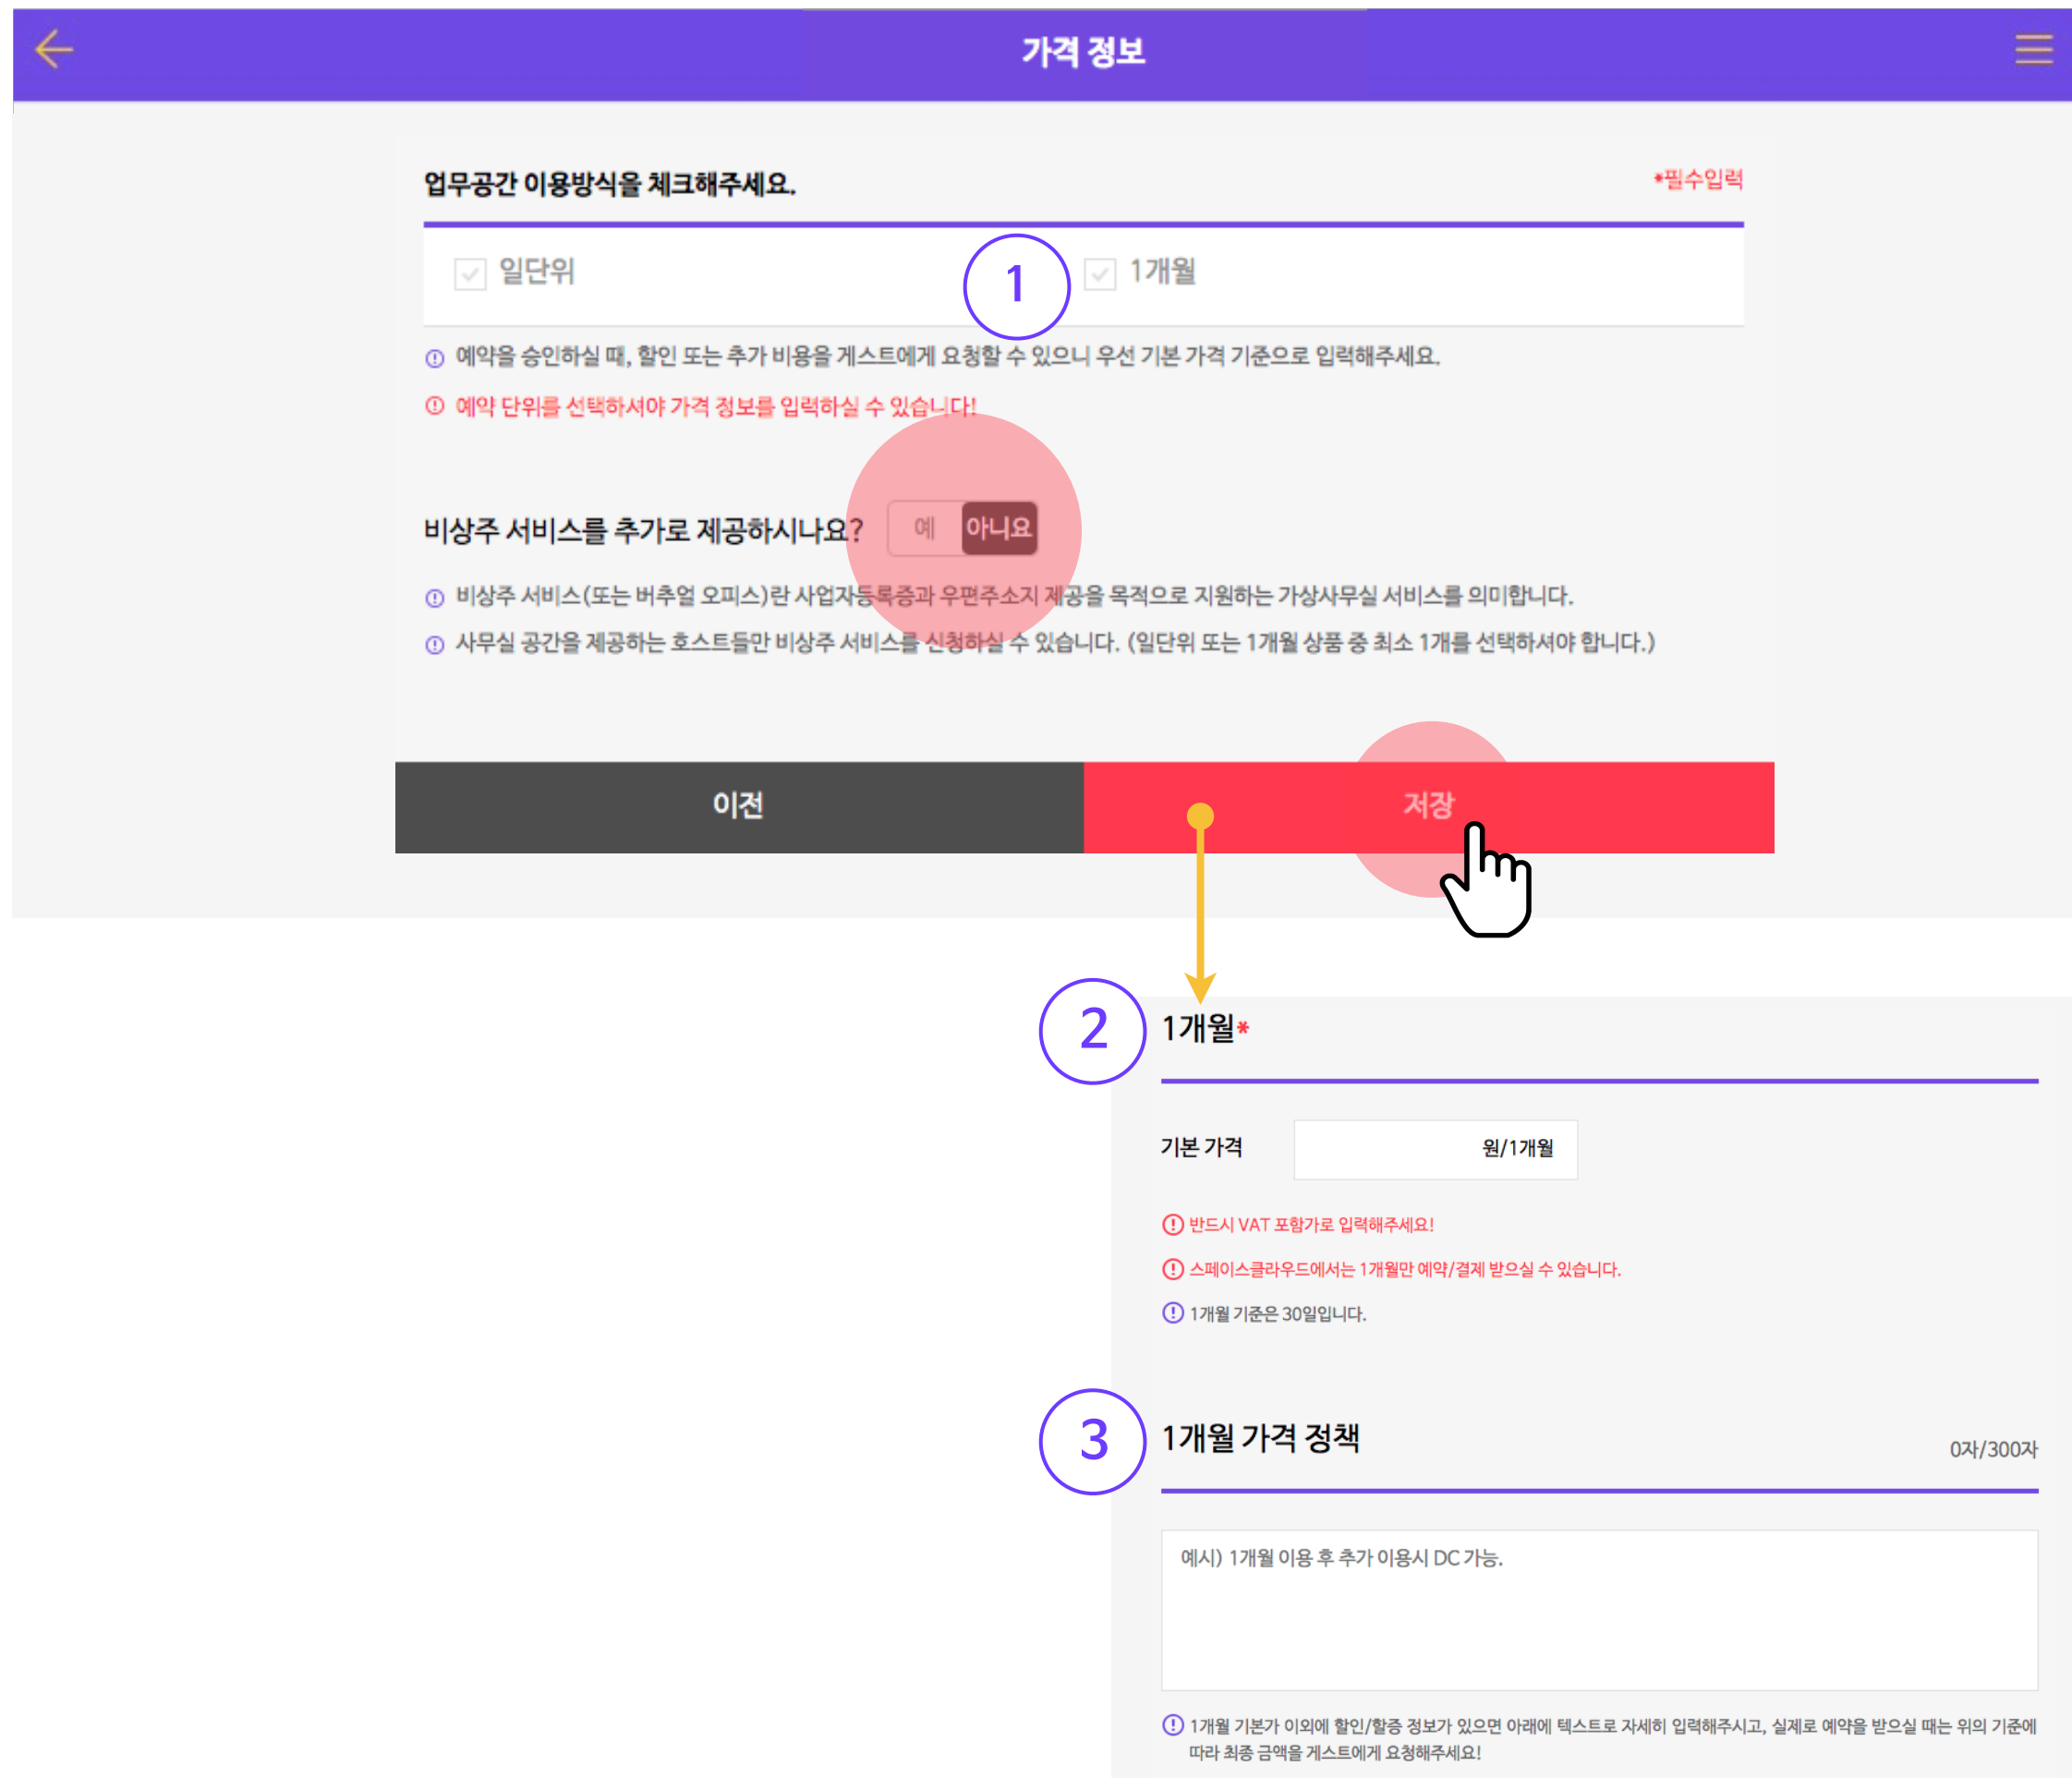 가격 정보
업무공간 이용방식을 체크해주세요.
*필수입력
일단위
1
1개월
예약을 승인하실 때, 할인 또는 추가 비용을 게스트에게 요청할 수 있으니 우선 기본 가격 기준으로 입력해주세요.
예약 단위를 선택하셔야 가격 정보를 입력하실 수 있습니다!
비상주 서비스를 추가로 제공하시나요?
예
아니요
비상주 서비스(또는 버추얼 오피스)란 사업자등록증과 우편주소지 제공을 목적으로 지원하는 가상사무실 서비스를 의미합니다.
사무실 공간을 제공하는 호스트들만 비상주 서비스를 신청하실 수 있습니다. (일단위 또는 1개월 상품 중 최소 1개를 선택하셔야 합니다.)
이전
저장
2
1개월*
기본 가격
원/1개월
반드시 VAT 포함가로 입력해주세요!
스페이스클라우드에서는 1개월만 예약/결제 받으실 수 있습니다.
1개월 기준은 30일입니다.
3
1개월 가격 정책
0자/300자
예시) 1개월 이용 후 추가 이용시 DC 가능.
1개월 기본가 이외에 할인/할증 정보가 있으면 아래에 텍스트로 자세히 입력해주시고, 실제로 예약을 받으실 때는 위의 기준에
따라 최종 금액을 게스트에게 요청해주세요!